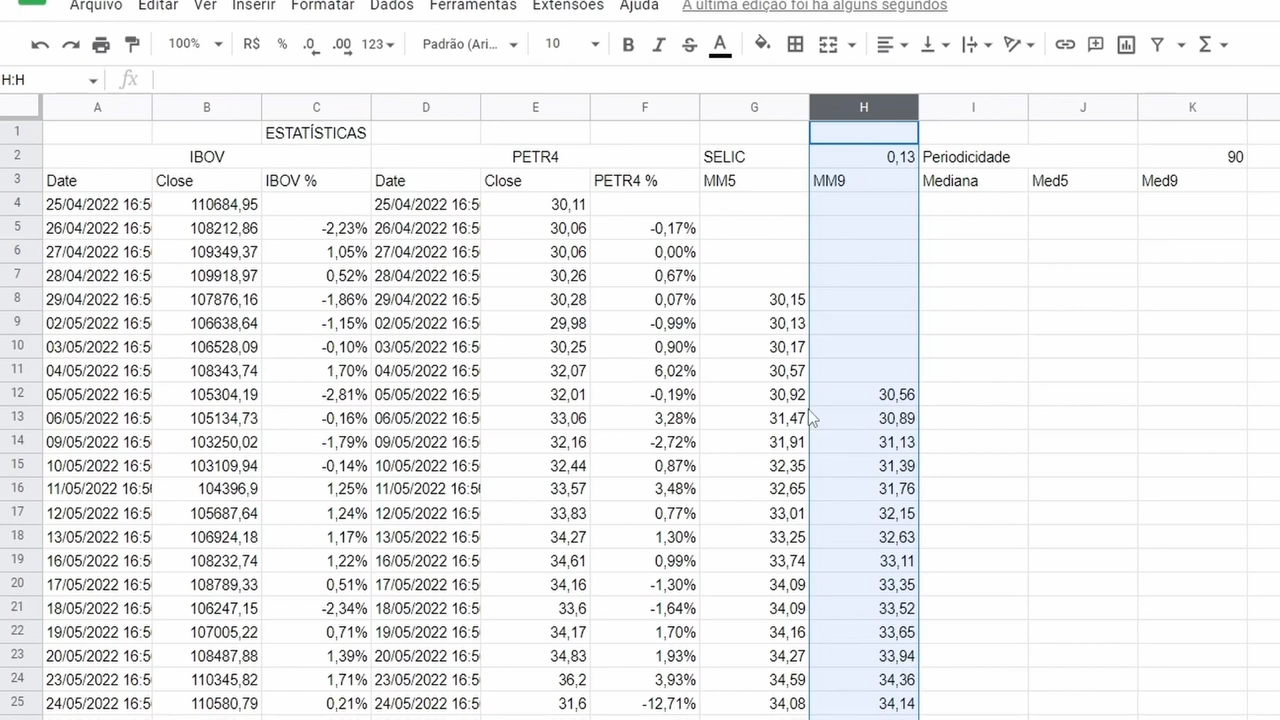 Arquivo Editar Ver Inserir Formatar Dados Ferramentas Extensões Ajuda A última edição foi há alguns segundos
100% R$ % .0 .00 123 Padrão (Ari... 10 B I S A
H:H fx
A B C D E F G H I J K
1 ESTATÍSTICAS
2 IBOV PETR4 SELIC 0,13 Periodicidade 90
3 Date Close IBOV % Date Close PETR4 % MM5 MM9 Mediana Med5 Med9
4 25/04/2022 16:5 110684,95 25/04/2022 16:5 30,11
5 26/04/2022 16:5 108212,86 -2,23% 26/04/2022 16:5 30,06 -0,17%
6 27/04/2022 16:5 109349,37 1,05% 27/04/2022 16:5 30,06 0,00%
7 28/04/2022 16:5 109918,97 0,52% 28/04/2022 16:5 30,26 0,67%
8 29/04/2022 16:5 107876,16 -1,86% 29/04/2022 16:5 30,28 0,07% 30,15
9 02/05/2022 16:5 106638,64 -1,15% 02/05/2022 16:5 29,98 -0,99% 30,13
10 03/05/2022 16:5 106528,09 -0,10% 03/05/2022 16:5 30,25 0,90% 30,17
11 04/05/2022 16:5 108343,74 1,70% 04/05/2022 16:5 32,07 6,02% 30,57
12 05/05/2022 16:5 105304,19 -2,81% 05/05/2022 16:5 32,01 -0,19% 30,92 30,56
13 06/05/2022 16:5 105134,73 -0,16% 06/05/2022 16:5 33,06 3,28% 31,47 30,89
14 09/05/2022 16:5 103250,02 -1,79% 09/05/2022 16:5 32,16 -2,72% 31,91 31,13
15 10/05/2022 16:5 103109,94 -0,14% 10/05/2022 16:5 32,44 0,87% 32,35 31,39
16 11/05/2022 16:5 104396,9 1,25% 11/05/2022 16:5 33,57 3,48% 32,65 31,76
17 12/05/2022 16:5 105687,64 1,24% 12/05/2022 16:5 33,83 0,77% 33,01 32,15
18 13/05/2022 16:5 106924,18 1,17% 13/05/2022 16:5 34,27 1,30% 33,25 32,63
19 16/05/2022 16:5 108232,74 1,22% 16/05/2022 16:5 34,61 0,99% 33,74 33,11
20 17/05/2022 16:5 108789,33 0,51% 17/05/2022 16:5 34,16 -1,30% 34,09 33,35
21 18/05/2022 16:5 106247,15 -2,34% 18/05/2022 16:5 33,6 -1,64% 34,09 33,52
22 19/05/2022 16:5 107005,22 0,71% 19/05/2022 16:5 34,17 1,70% 34,16 33,65
23 20/05/2022 16:5 108487,88 1,39% 20/05/2022 16:5 34,83 1,93% 34,27 33,94
24 23/05/2022 16:5 110345,82 1,71% 23/05/2022 16:5 36,2 3,93% 34,59 34,36
25 24/05/2022 16:5 110580,79 0,21% 24/05/2022 16:5 31,6 -12,71% 34,08 34,14